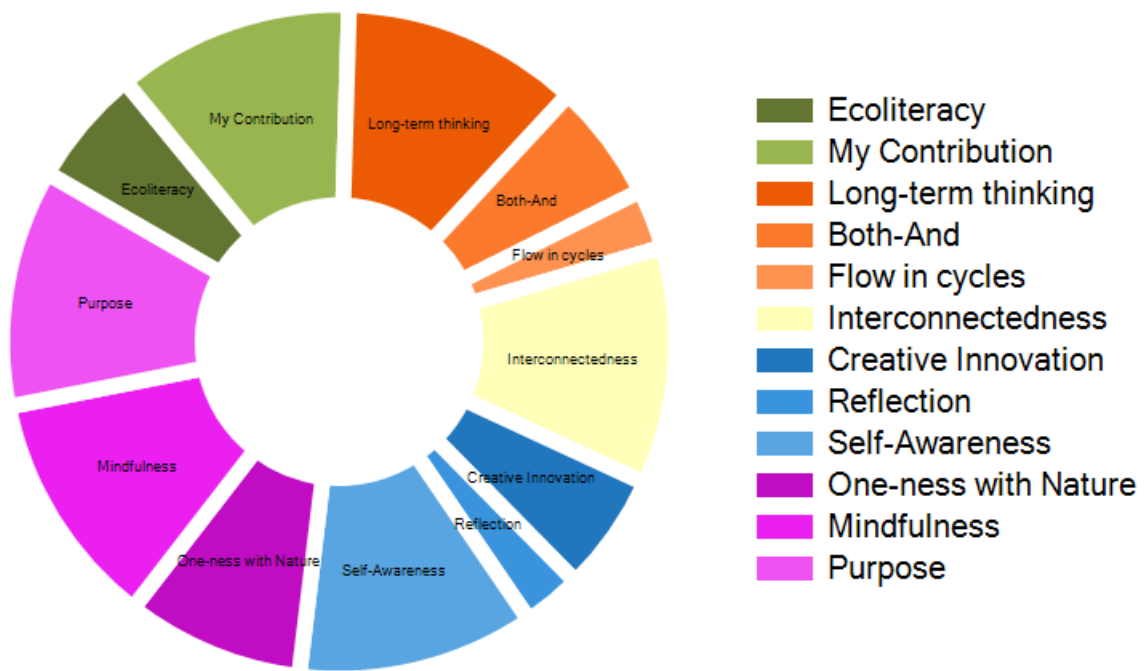 My Contribution
Long-term thinking
Ecoliteracy
Both-And
Flow in cycles
Purpose
Interconnectedness
Mindfulness
Creative Innovation
Reflection
One-ness with Nature
Self-Awareness
Ecoliteracy
My Contribution
Long-term thinking
Both-And
Flow in cycles
Interconnectedness
Creative Innovation
Reflection
Self-Awareness
One-ness with Nature
Mindfulness
Purpose